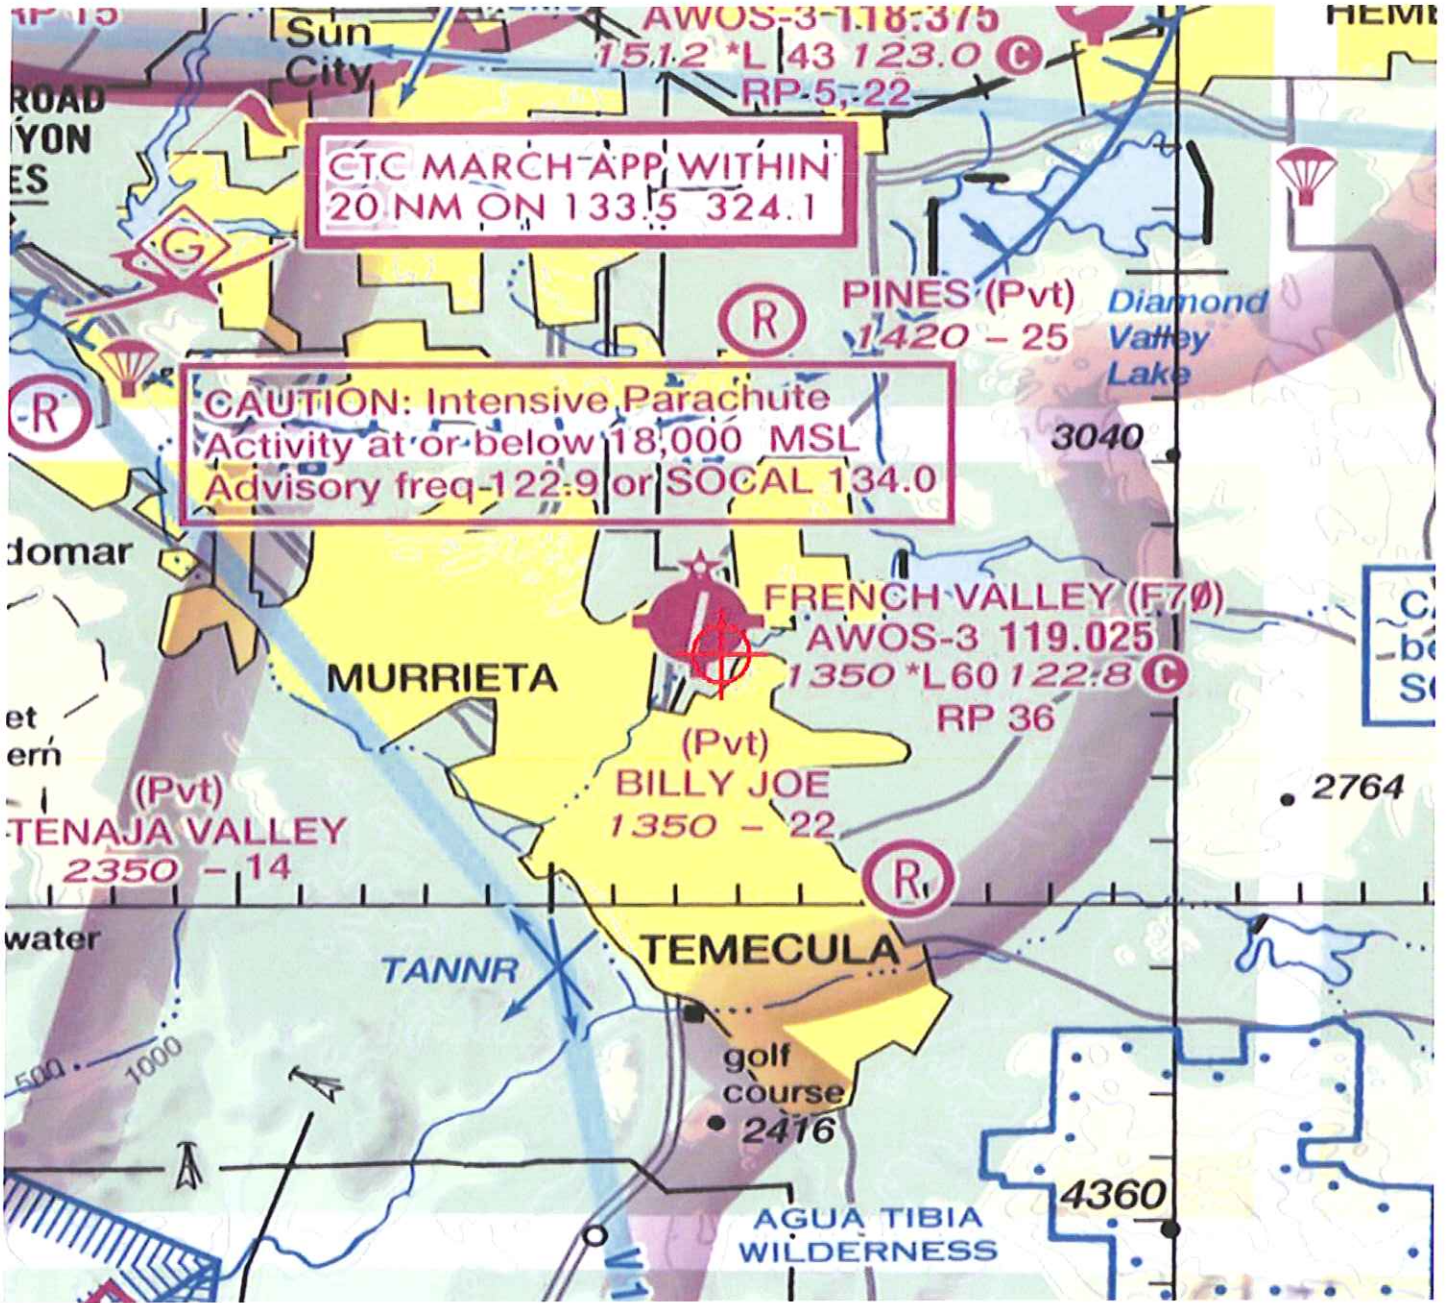 RP 15
Sun
City
AWOS-3 118.375
1512 *L 43 123.0 C
RP 5, 22
ROAD
YON
ES
CTC MARCH APP WITHIN
20 NM ON 133.5 324.1
G
R
PINES (Pvt)
1420 - 25
Diamond
Valley
Lake
R
CAUTION: Intensive Parachute
Activity at or below 18,000 MSL
Advisory freq 122.9 or SOCAL 134.0
3040
domar
FRENCH VALLEY (F7Ø)
AWOS-3 119.025
1350 *L60 122.8 C
RP 36
MURRIETA
et
ern
(Pvt)
BILLY JOE
1350 - 22
2764
(Pvt)
TENAJA VALLEY
2350 - 14
R
water
TANNR
TEMECULA
500
1000
golf
course
2416
4360
AGUA TIBIA
WILDERNESS
V1